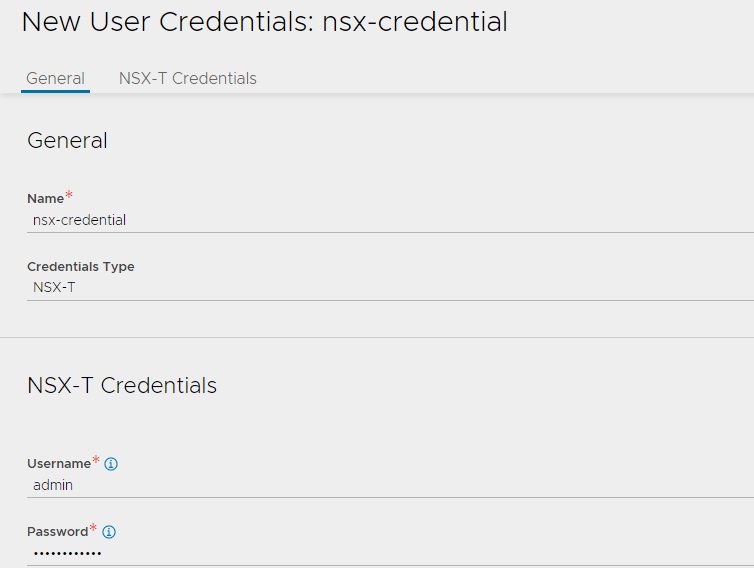 New User Credentials: nsx-credential
General NSX-T Credentials
General
Name*
nsx-credential
Credentials Type
NSX-T
NSX-T Credentials
Username*
admin
Password*
••••••••••••